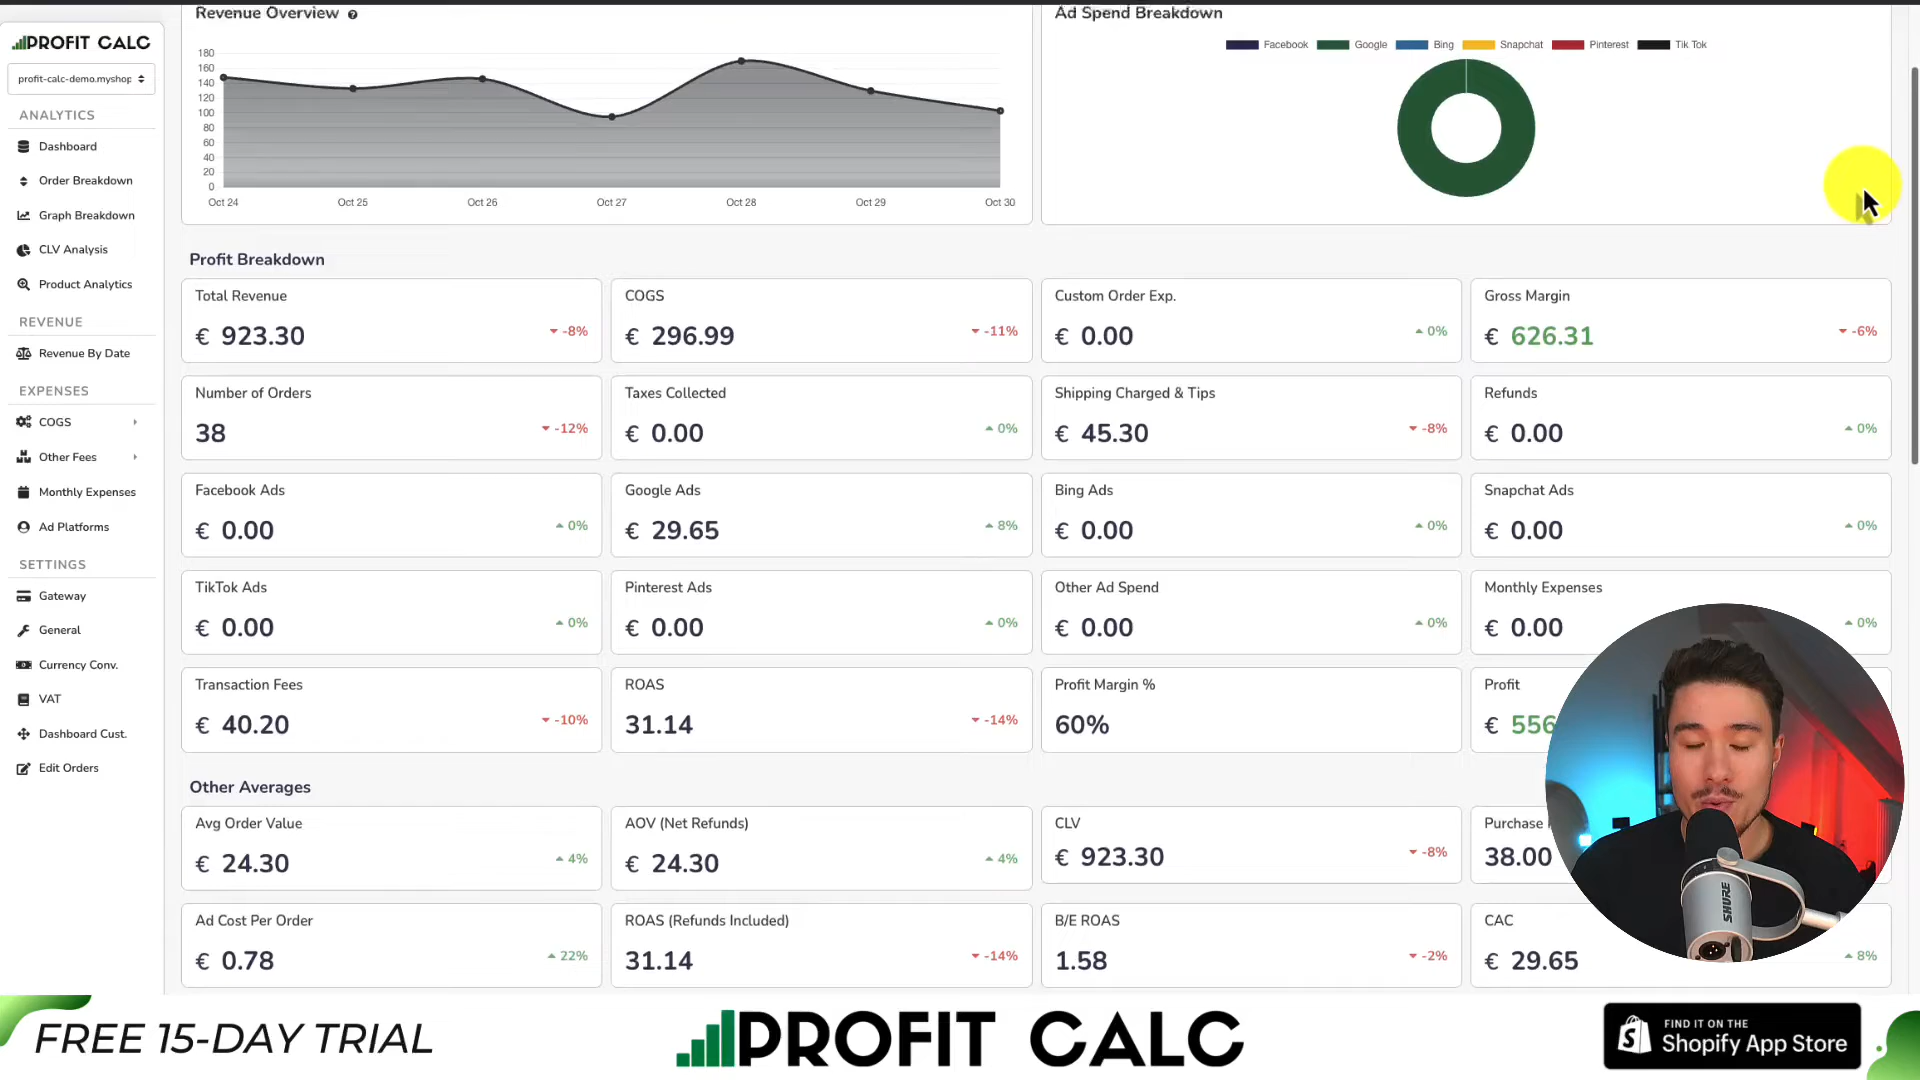 Revenue Overview
Ad Spend Breakdown
PROFIT CALC
profit-calc-demo.myshop
ANALYTICS
Dashboard
Order Breakdown
Graph Breakdown
CLV Analysis
Product Analytics
REVENUE
Revenue By Date
EXPENSES
COGS
Other Fees
Monthly Expenses
Ad Platforms
SETTINGS
Gateway
General
Currency Conv.
VAT
Dashboard Cust.
Edit Orders
180
160
140
120
100
80
60
40
20
0
Oct 24 Oct 25 Oct 26 Oct 27 Oct 28 Oct 29 Oct 30
Facebook Google Bing Snapchat Pinterest Tik Tok
Profit Breakdown
Total Revenue
€ 923.30 -8%
COGS
€ 296.99 -11%
Custom Order Exp.
€ 0.00 0%
Gross Margin
€ 626.31 -6%
Number of Orders
38 -12%
Taxes Collected
€ 0.00 0%
Shipping Charged & Tips
€ 45.30 -8%
Refunds
€ 0.00 0%
Facebook Ads
€ 0.00 0%
Google Ads
€ 29.65 8%
Bing Ads
€ 0.00 0%
Snapchat Ads
€ 0.00 0%
TikTok Ads
€ 0.00 0%
Pinterest Ads
€ 0.00 0%
Other Ad Spend
€ 0.00 0%
Monthly Expenses
€ 0.00 0%
Transaction Fees
€ 40.20 -10%
ROAS
31.14 -14%
Profit Margin %
60%
Profit
€ 556
Other Averages
Avg Order Value
€ 24.30 4%
AOV (Net Refunds)
€ 24.30 4%
CLV
€ 923.30 -8%
Purchase
38.00
Ad Cost Per Order
€ 0.78 22%
ROAS (Refunds Included)
31.14 -14%
B/E ROAS
1.58 -2%
CAC
€ 29.65 8%
SHURE
FREE 15-DAY TRIAL
PROFIT CALC
FIND IT ON THE
Shopify App Store